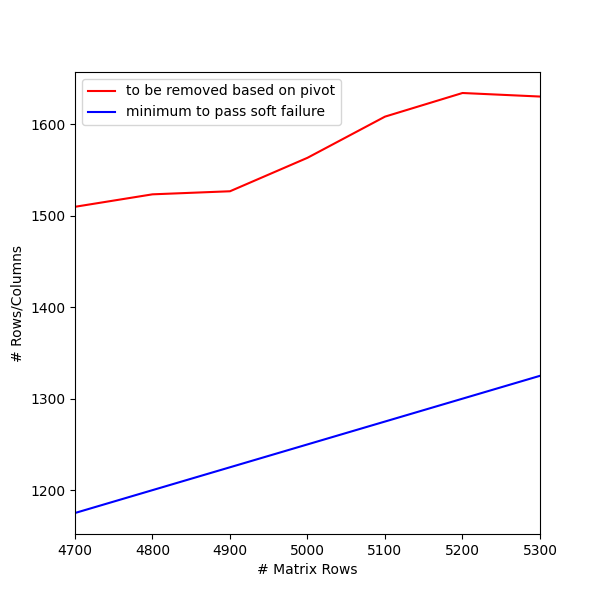 to be removed based on pivot
minimum to pass soft failure
1600
1500
1400
1300
1200
# Rows/Columns
4700 4800 4900 5000 5100 5200 5300
# Matrix Rows